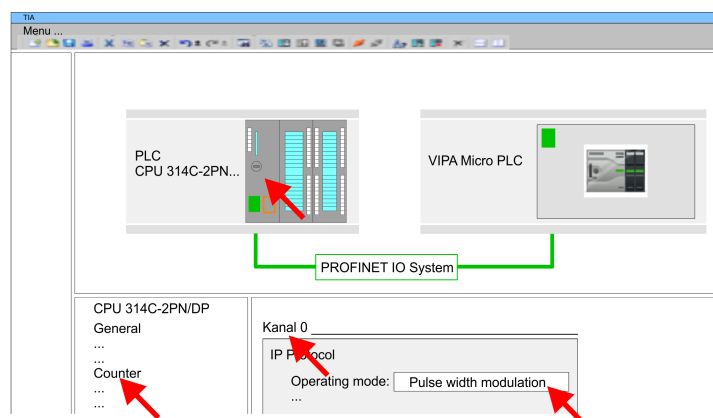 TIA
Menu ...
PLC
CPU 314C-2PN...
VIPA Micro PLC
PROFINET IO System
CPU 314C-2PN/DP
General
...
...
Counter
...
...
Kanal 0
IP Protocol
Operating mode: Pulse width modulation
...